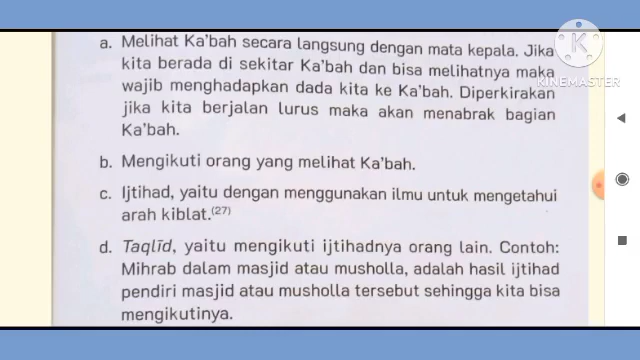 a. Melihat Ka'bah secara langsung dengan mata kepala. Jika
kita berada di sekitar Ka'bah dan bisa melihatnya maka
wajib menghadapkan dada kita ke Ka'bah. Diperkirakan
jika kita berjalan lurus maka akan menabrak bagian
Ka'bah.
b. Mengikuti orang yang melihat Ka'bah.
c. Ijtihad, yaitu dengan menggunakan ilmu untuk mengetahui
arah kiblat.(27)
d. Taqlīd, yaitu mengikuti ijtihadnya orang lain. Contoh:
Mihrab dalam masjid atau musholla, adalah hasil ijtihad
pendiri masjid atau musholla tersebut sehingga kita bisa
mengikutinya.
K
KINEMASTER